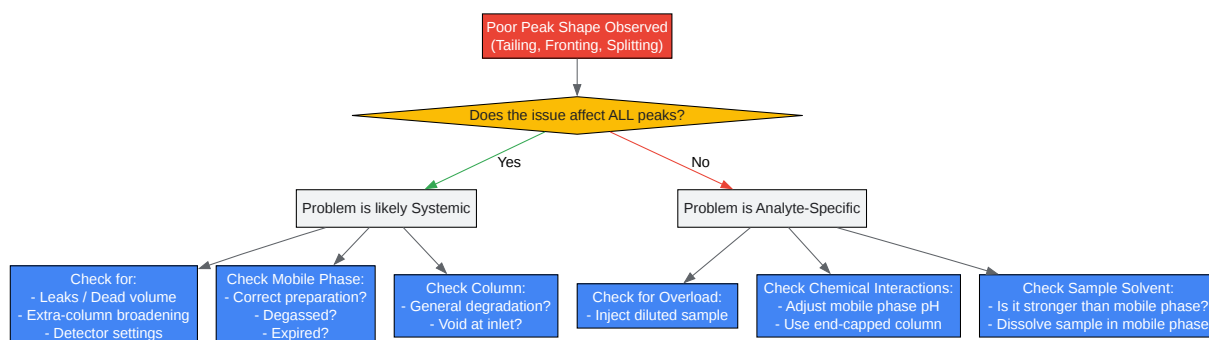 Poor Peak Shape Observed
(Tailing, Fronting, Splitting)
Does the issue affect ALL peaks?
Yes
No
Problem is likely Systemic
Problem is Analyte-Specific
Check for:
- Leaks / Dead volume
- Extra-column broadening
- Detector settings
Check Mobile Phase:
- Correct preparation?
- Degassed?
- Expired?
Check Column:
- General degradation?
- Void at inlet?
Check for Overload:
- Inject diluted sample
Check Chemical Interactions:
- Adjust mobile phase pH
- Use end-capped column
Check Sample Solvent:
- Is it stronger than mobile phase?
- Dissolve sample in mobile phase